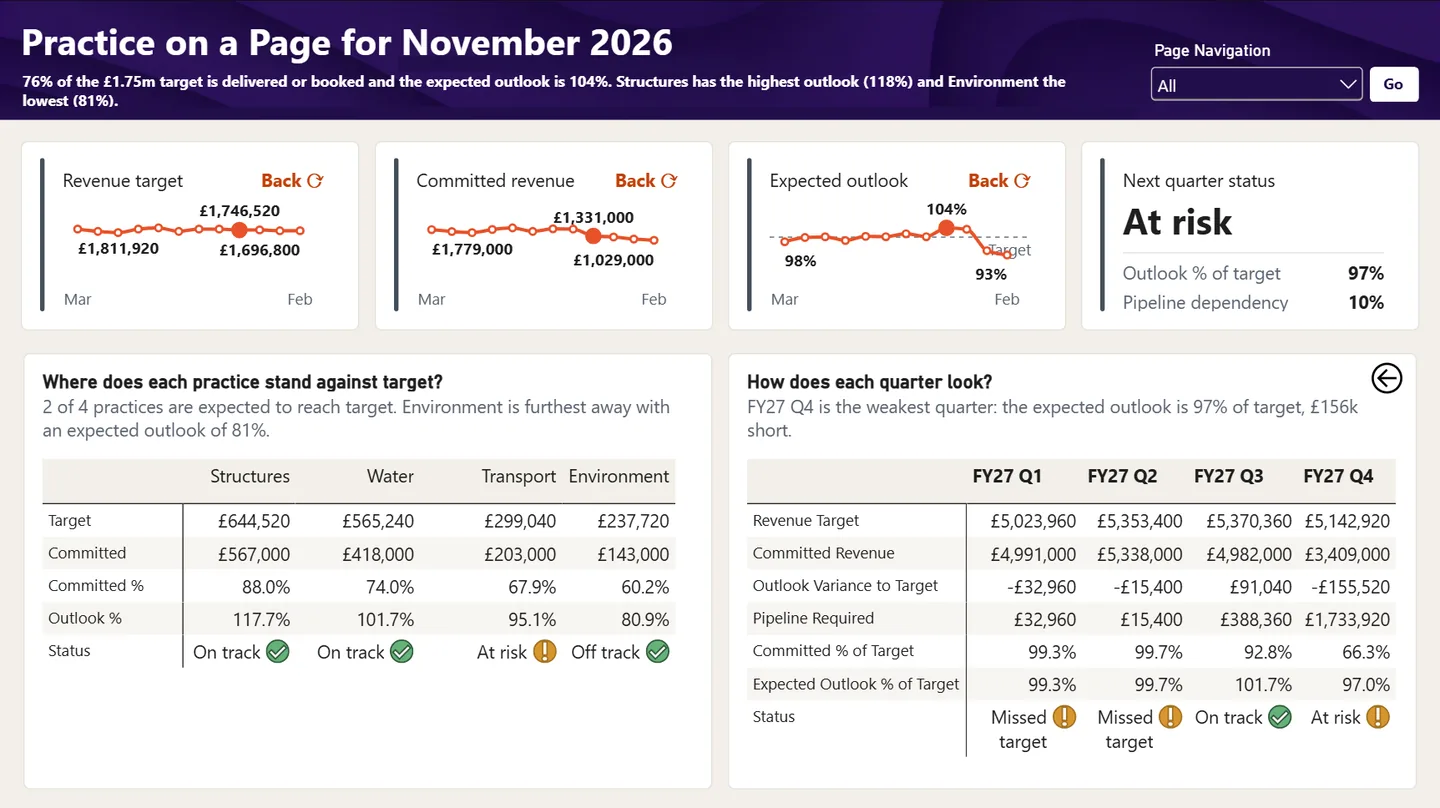 Practice on a Page for November 2026
76% of the £1.75m target is delivered or booked and the expected outlook is 104%. Structures has the highest outlook (118%) and Environment the
lowest (81%).
Page Navigation
All
Go
Revenue target
Back
£1,746,520
£1,811,920
£1,696,800
Mar Feb
Committed revenue
Back
£1,331,000
£1,779,000
£1,029,000
Mar Feb
Expected outlook
Back
104%
Target
98%
93%
Mar Feb
Next quarter status
At risk
Outlook % of target 97%
Pipeline dependency 10%
Where does each practice stand against target?
2 of 4 practices are expected to reach target. Environment is furthest away with
an expected outlook of 81%.
Structures Water Transport Environment
Target £644,520 £565,240 £299,040 £237,720
Committed £567,000 £418,000 £203,000 £143,000
Committed % 88.0% 74.0% 67.9% 60.2%
Outlook % 117.7% 101.7% 95.1% 80.9%
Status On track On track At risk Off track
How does each quarter look?
FY27 Q4 is the weakest quarter: the expected outlook is 97% of target, £156k
short.
FY27 Q1 FY27 Q2 FY27 Q3 FY27 Q4
Revenue Target £5,023,960 £5,353,400 £5,370,360 £5,142,920
Committed Revenue £4,991,000 £5,338,000 £4,982,000 £3,409,000
Outlook Variance to Target -£32,960 -£15,400 £91,040 -£155,520
Pipeline Required £32,960 £15,400 £388,360 £1,733,920
Committed % of Target 99.3% 99.7% 92.8% 66.3%
Expected Outlook % of Target 99.3% 99.7% 101.7% 97.0%
Status Missed target Missed target On track At risk